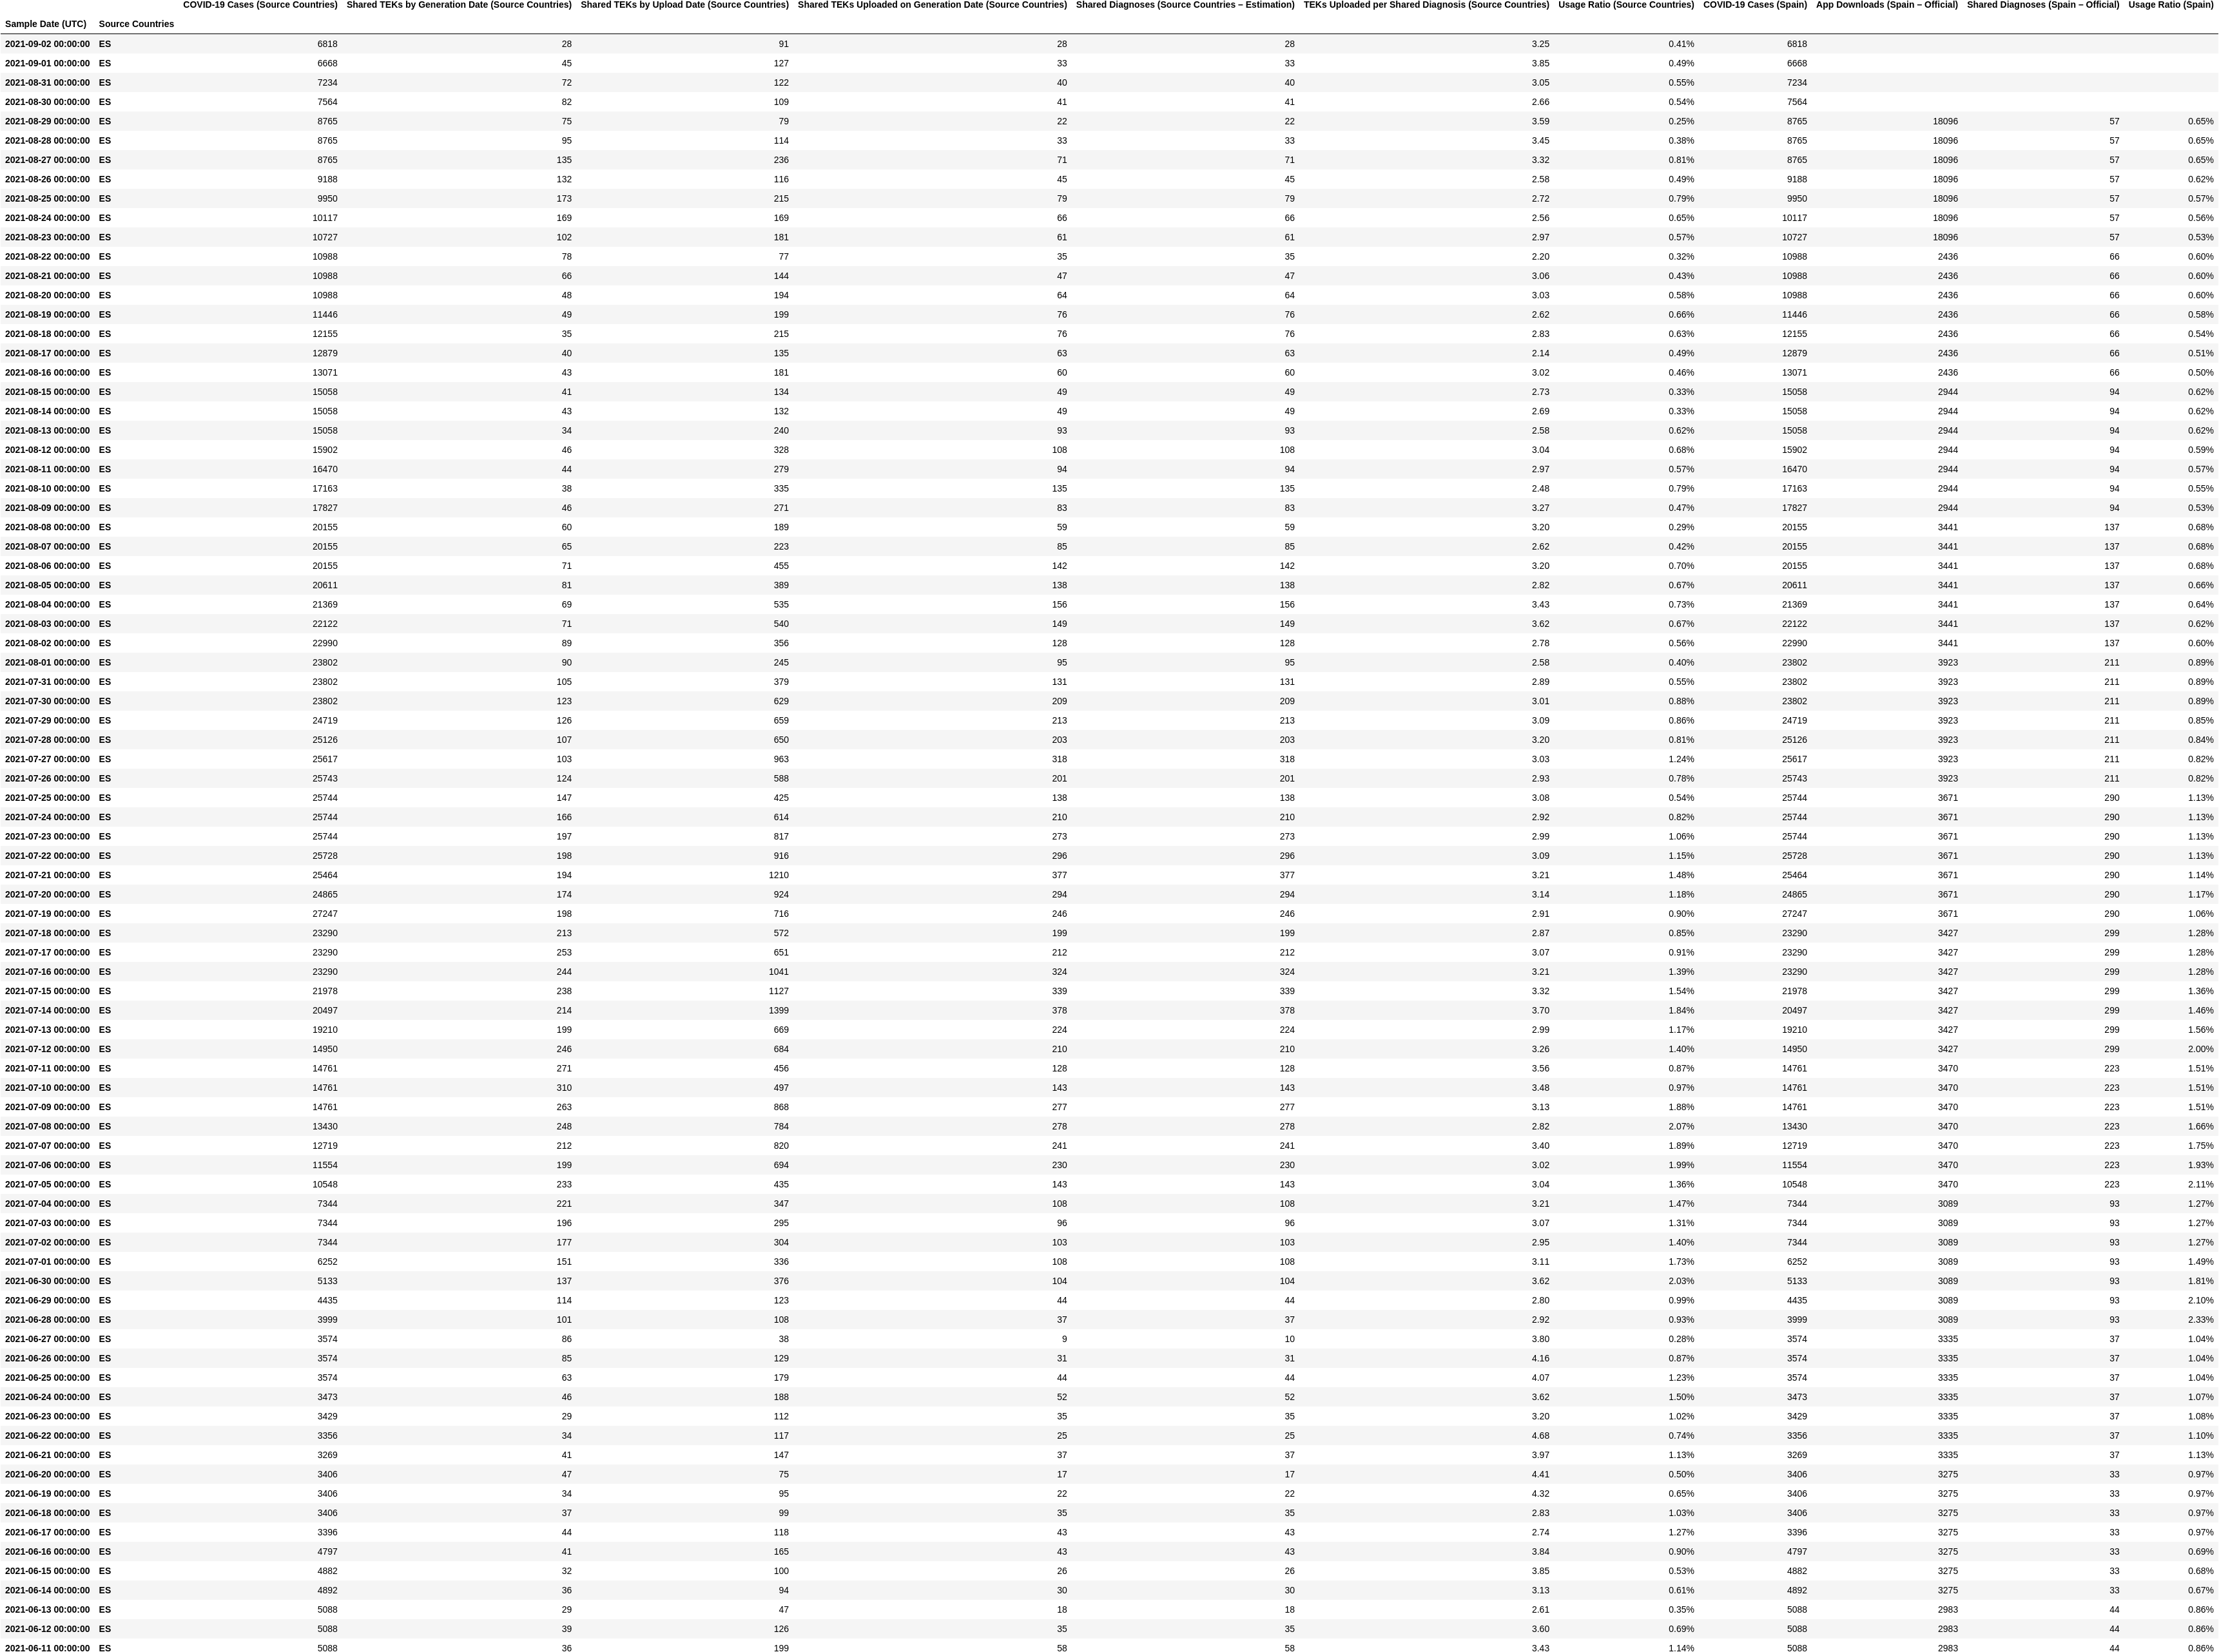 COVID-19 Cases (Source Countries) Shared TEKs by Generation Date (Source Countries) Shared TEKs by Upload Date (Source Countries) Shared TEKs Uploaded on Generation Date (Source Countries) Shared Diagnoses (Source Countries – Estimation) TEKs Uploaded per Shared Diagnosis (Source Countries) Usage Ratio (Source Countries) COVID-19 Cases (Spain) App Downloads (Spain – Official) Shared Diagnoses (Spain – Official) Usage Ratio (Spain)
Sample Date (UTC) Source Countries
2021-09-02 00:00:00 ES 6818 28 91 28 28 3.25 0.41% 6818
2021-09-01 00:00:00 ES 6668 45 127 33 33 3.85 0.49% 6668
2021-08-31 00:00:00 ES 7234 72 122 40 40 3.05 0.55% 7234
2021-08-30 00:00:00 ES 7564 82 109 41 41 2.66 0.54% 7564
2021-08-29 00:00:00 ES 8765 75 79 22 22 3.59 0.25% 8765 18096 57 0.65%
2021-08-28 00:00:00 ES 8765 95 114 33 33 3.45 0.38% 8765 18096 57 0.65%
2021-08-27 00:00:00 ES 8765 135 236 71 71 3.32 0.81% 8765 18096 57 0.65%
2021-08-26 00:00:00 ES 9188 132 116 45 45 2.58 0.49% 9188 18096 57 0.62%
2021-08-25 00:00:00 ES 9950 173 215 79 79 2.72 0.79% 9950 18096 57 0.57%
2021-08-24 00:00:00 ES 10117 169 169 66 66 2.56 0.65% 10117 18096 57 0.56%
2021-08-23 00:00:00 ES 10727 102 181 61 61 2.97 0.57% 10727 18096 57 0.53%
2021-08-22 00:00:00 ES 10988 78 77 35 35 2.20 0.32% 10988 2436 66 0.60%
2021-08-21 00:00:00 ES 10988 66 144 47 47 3.06 0.43% 10988 2436 66 0.60%
2021-08-20 00:00:00 ES 10988 48 194 64 64 3.03 0.58% 10988 2436 66 0.60%
2021-08-19 00:00:00 ES 11446 49 199 76 76 2.62 0.66% 11446 2436 66 0.58%
2021-08-18 00:00:00 ES 12155 35 215 76 76 2.83 0.63% 12155 2436 66 0.54%
2021-08-17 00:00:00 ES 12879 40 135 63 63 2.14 0.49% 12879 2436 66 0.51%
2021-08-16 00:00:00 ES 13071 43 181 60 60 3.02 0.46% 13071 2436 66 0.50%
2021-08-15 00:00:00 ES 15058 41 134 49 49 2.73 0.33% 15058 2944 94 0.62%
2021-08-14 00:00:00 ES 15058 43 132 49 49 2.69 0.33% 15058 2944 94 0.62%
2021-08-13 00:00:00 ES 15058 34 240 93 93 2.58 0.62% 15058 2944 94 0.62%
2021-08-12 00:00:00 ES 15902 46 328 108 108 3.04 0.68% 15902 2944 94 0.59%
2021-08-11 00:00:00 ES 16470 44 279 94 94 2.97 0.57% 16470 2944 94 0.57%
2021-08-10 00:00:00 ES 17163 38 335 135 135 2.48 0.79% 17163 2944 94 0.55%
2021-08-09 00:00:00 ES 17827 46 271 83 83 3.27 0.47% 17827 2944 94 0.53%
2021-08-08 00:00:00 ES 20155 60 189 59 59 3.20 0.29% 20155 3441 137 0.68%
2021-08-07 00:00:00 ES 20155 65 223 85 85 2.62 0.42% 20155 3441 137 0.68%
2021-08-06 00:00:00 ES 20155 71 455 142 142 3.20 0.70% 20155 3441 137 0.68%
2021-08-05 00:00:00 ES 20611 81 389 138 138 2.82 0.67% 20611 3441 137 0.66%
2021-08-04 00:00:00 ES 21369 69 535 156 156 3.43 0.73% 21369 3441 137 0.64%
2021-08-03 00:00:00 ES 22122 71 540 149 149 3.62 0.67% 22122 3441 137 0.62%
2021-08-02 00:00:00 ES 22990 89 356 128 128 2.78 0.56% 22990 3441 137 0.60%
2021-08-01 00:00:00 ES 23802 90 245 95 95 2.58 0.40% 23802 3923 211 0.89%
2021-07-31 00:00:00 ES 23802 105 379 131 131 2.89 0.55% 23802 3923 211 0.89%
2021-07-30 00:00:00 ES 23802 123 629 209 209 3.01 0.88% 23802 3923 211 0.89%
2021-07-29 00:00:00 ES 24719 126 659 213 213 3.09 0.86% 24719 3923 211 0.85%
2021-07-28 00:00:00 ES 25126 107 650 203 203 3.20 0.81% 25126 3923 211 0.84%
2021-07-27 00:00:00 ES 25617 103 963 318 318 3.03 1.24% 25617 3923 211 0.82%
2021-07-26 00:00:00 ES 25743 124 588 201 201 2.93 0.78% 25743 3923 211 0.82%
2021-07-25 00:00:00 ES 25744 147 425 138 138 3.08 0.54% 25744 3671 290 1.13%
2021-07-24 00:00:00 ES 25744 166 614 210 210 2.92 0.82% 25744 3671 290 1.13%
2021-07-23 00:00:00 ES 25744 197 817 273 273 2.99 1.06% 25744 3671 290 1.13%
2021-07-22 00:00:00 ES 25728 198 916 296 296 3.09 1.15% 25728 3671 290 1.13%
2021-07-21 00:00:00 ES 25464 194 1210 377 377 3.21 1.48% 25464 3671 290 1.14%
2021-07-20 00:00:00 ES 24865 174 924 294 294 3.14 1.18% 24865 3671 290 1.17%
2021-07-19 00:00:00 ES 27247 198 716 246 246 2.91 0.90% 27247 3671 290 1.06%
2021-07-18 00:00:00 ES 23290 213 572 199 199 2.87 0.85% 23290 3427 299 1.28%
2021-07-17 00:00:00 ES 23290 253 651 212 212 3.07 0.91% 23290 3427 299 1.28%
2021-07-16 00:00:00 ES 23290 244 1041 324 324 3.21 1.39% 23290 3427 299 1.28%
2021-07-15 00:00:00 ES 21978 238 1127 339 339 3.32 1.54% 21978 3427 299 1.36%
2021-07-14 00:00:00 ES 20497 214 1399 378 378 3.70 1.84% 20497 3427 299 1.46%
2021-07-13 00:00:00 ES 19210 199 669 224 224 2.99 1.17% 19210 3427 299 1.56%
2021-07-12 00:00:00 ES 14950 246 684 210 210 3.26 1.40% 14950 3427 299 2.00%
2021-07-11 00:00:00 ES 14761 271 456 128 128 3.56 0.87% 14761 3470 223 1.51%
2021-07-10 00:00:00 ES 14761 310 497 143 143 3.48 0.97% 14761 3470 223 1.51%
2021-07-09 00:00:00 ES 14761 263 868 277 277 3.13 1.88% 14761 3470 223 1.51%
2021-07-08 00:00:00 ES 13430 248 784 278 278 2.82 2.07% 13430 3470 223 1.66%
2021-07-07 00:00:00 ES 12719 212 820 241 241 3.40 1.89% 12719 3470 223 1.75%
2021-07-06 00:00:00 ES 11554 199 694 230 230 3.02 1.99% 11554 3470 223 1.93%
2021-07-05 00:00:00 ES 10548 233 435 143 143 3.04 1.36% 10548 3470 223 2.11%
2021-07-04 00:00:00 ES 7344 221 347 108 108 3.21 1.47% 7344 3089 93 1.27%
2021-07-03 00:00:00 ES 7344 196 295 96 96 3.07 1.31% 7344 3089 93 1.27%
2021-07-02 00:00:00 ES 7344 177 304 103 103 2.95 1.40% 7344 3089 93 1.27%
2021-07-01 00:00:00 ES 6252 151 336 108 108 3.11 1.73% 6252 3089 93 1.49%
2021-06-30 00:00:00 ES 5133 137 376 104 104 3.62 2.03% 5133 3089 93 1.81%
2021-06-29 00:00:00 ES 4435 114 123 44 44 2.80 0.99% 4435 3089 93 2.10%
2021-06-28 00:00:00 ES 3999 101 108 37 37 2.92 0.93% 3999 3089 93 2.33%
2021-06-27 00:00:00 ES 3574 86 38 9 10 3.80 0.28% 3574 3335 37 1.04%
2021-06-26 00:00:00 ES 3574 85 129 31 31 4.16 0.87% 3574 3335 37 1.04%
2021-06-25 00:00:00 ES 3574 63 179 44 44 4.07 1.23% 3574 3335 37 1.04%
2021-06-24 00:00:00 ES 3473 46 188 52 52 3.62 1.50% 3473 3335 37 1.07%
2021-06-23 00:00:00 ES 3429 29 112 35 35 3.20 1.02% 3429 3335 37 1.08%
2021-06-22 00:00:00 ES 3356 34 117 25 25 4.68 0.74% 3356 3335 37 1.10%
2021-06-21 00:00:00 ES 3269 41 147 37 37 3.97 1.13% 3269 3335 37 1.13%
2021-06-20 00:00:00 ES 3406 47 75 17 17 4.41 0.50% 3406 3275 33 0.97%
2021-06-19 00:00:00 ES 3406 34 95 22 22 4.32 0.65% 3406 3275 33 0.97%
2021-06-18 00:00:00 ES 3406 37 99 35 35 2.83 1.03% 3406 3275 33 0.97%
2021-06-17 00:00:00 ES 3396 44 118 43 43 2.74 1.27% 3396 3275 33 0.97%
2021-06-16 00:00:00 ES 4797 41 165 43 43 3.84 0.90% 4797 3275 33 0.69%
2021-06-15 00:00:00 ES 4882 32 100 26 26 3.85 0.53% 4882 3275 33 0.68%
2021-06-14 00:00:00 ES 4892 36 94 30 30 3.13 0.61% 4892 3275 33 0.67%
2021-06-13 00:00:00 ES 5088 29 47 18 18 2.61 0.35% 5088 2983 44 0.86%
2021-06-12 00:00:00 ES 5088 39 126 35 35 3.60 0.69% 5088 2983 44 0.86%
2021-06-11 00:00:00 ES 5088 36 199 58 58 3.43 1.14% 5088 2983 44 0.86%